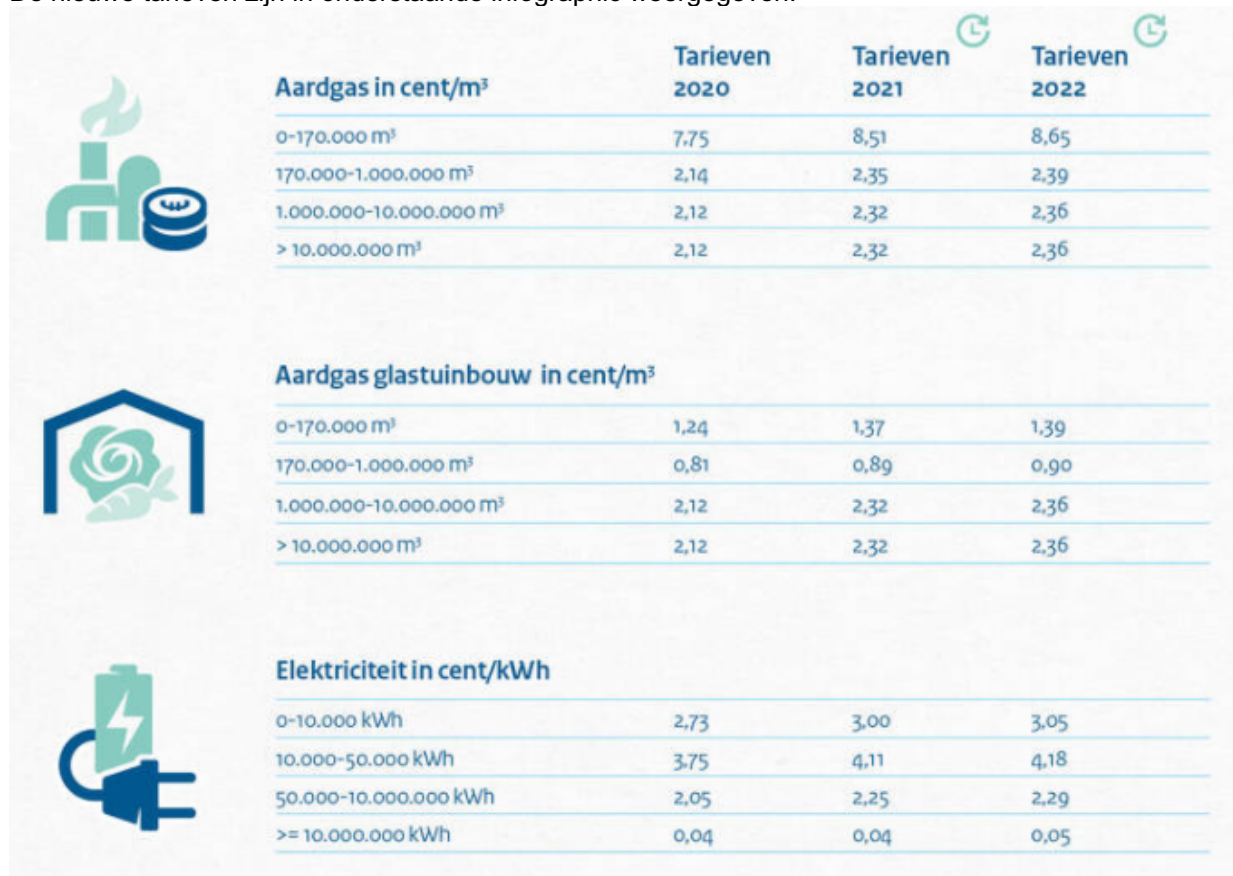 De nieuwe tarieven zijn in onderstaande infographic weergegeven.
Tarieven Tarieven Tarieven
Aardgas in cent/m³ 2020 2021 2022
0-170.000 m³ 7,75 8,51 8,65
170.000-1.000.000 m³ 2,14 2,35 2,39
1.000.000-10.000.000 m³ 2,12 2,32 2,36
> 10.000.000 m³ 2,12 2,32 2,36
Aardgas glastuinbouw in cent/m³
0-170.000 m³ 1,24 1,37 1,39
170.000-1.000.000 m³ 0,81 0,89 0,90
1.000.000-10.000.000 m³ 2,12 2,32 2,36
> 10.000.000 m³ 2,12 2,32 2,36
Elektriciteit in cent/kWh
0-10.000 kWh 2,73 3,00 3,05
10.000-50.000 kWh 3,75 4,11 4,18
50.000-10.000.000 kWh 2,05 2,25 2,29
>= 10.000.000 kWh 0,04 0,04 0,05